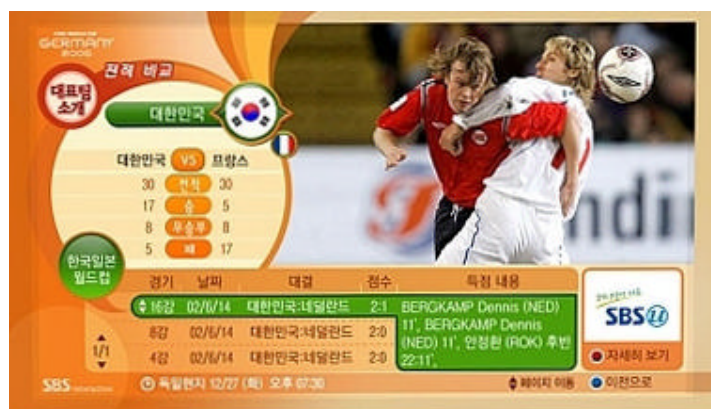 GERMANY
2006
전적 비교
대표팀
소개
대한민국
대한민국 VS 프랑스
30 전적 30
17 승 5
8 무승부 8
5 패 17
한국일본
월드컵
경기 날짜 대결 점수 득점 내용
16강 02/6/14 대한민국:네덜란드 2:1
8강 02/6/14 대한민국:네덜란드 2:0
4강 02/6/14 대한민국:네덜란드 2:0
BERGKAMP Dennis (NED)
11', BERGKAMP Dennis
(NED) 11', 안정환 (ROK) 후반
22:11',
1/1
ndi
SBS u
자세히 보기
SBS
독일현지 12/27 (화) 오후 07:30
페이지 이동
이전으로